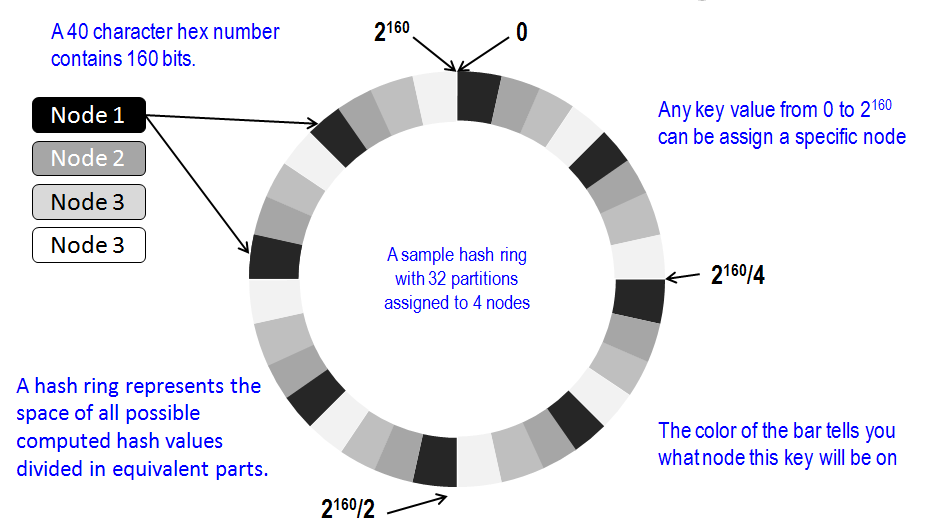 A 40 character hex number
contains 160 bits.
2¹⁶⁰
0
Node 1
Node 2
Node 3
Node 3
Any key value from 0 to 2¹⁶⁰
can be assign a specific node
A sample hash ring
with 32 partitions
assigned to 4 nodes
2¹⁶⁰/4
A hash ring represents the
space of all possible
computed hash values
divided in equivalent parts.
The color of the bar tells you
what node this key will be on
2¹⁶⁰/2